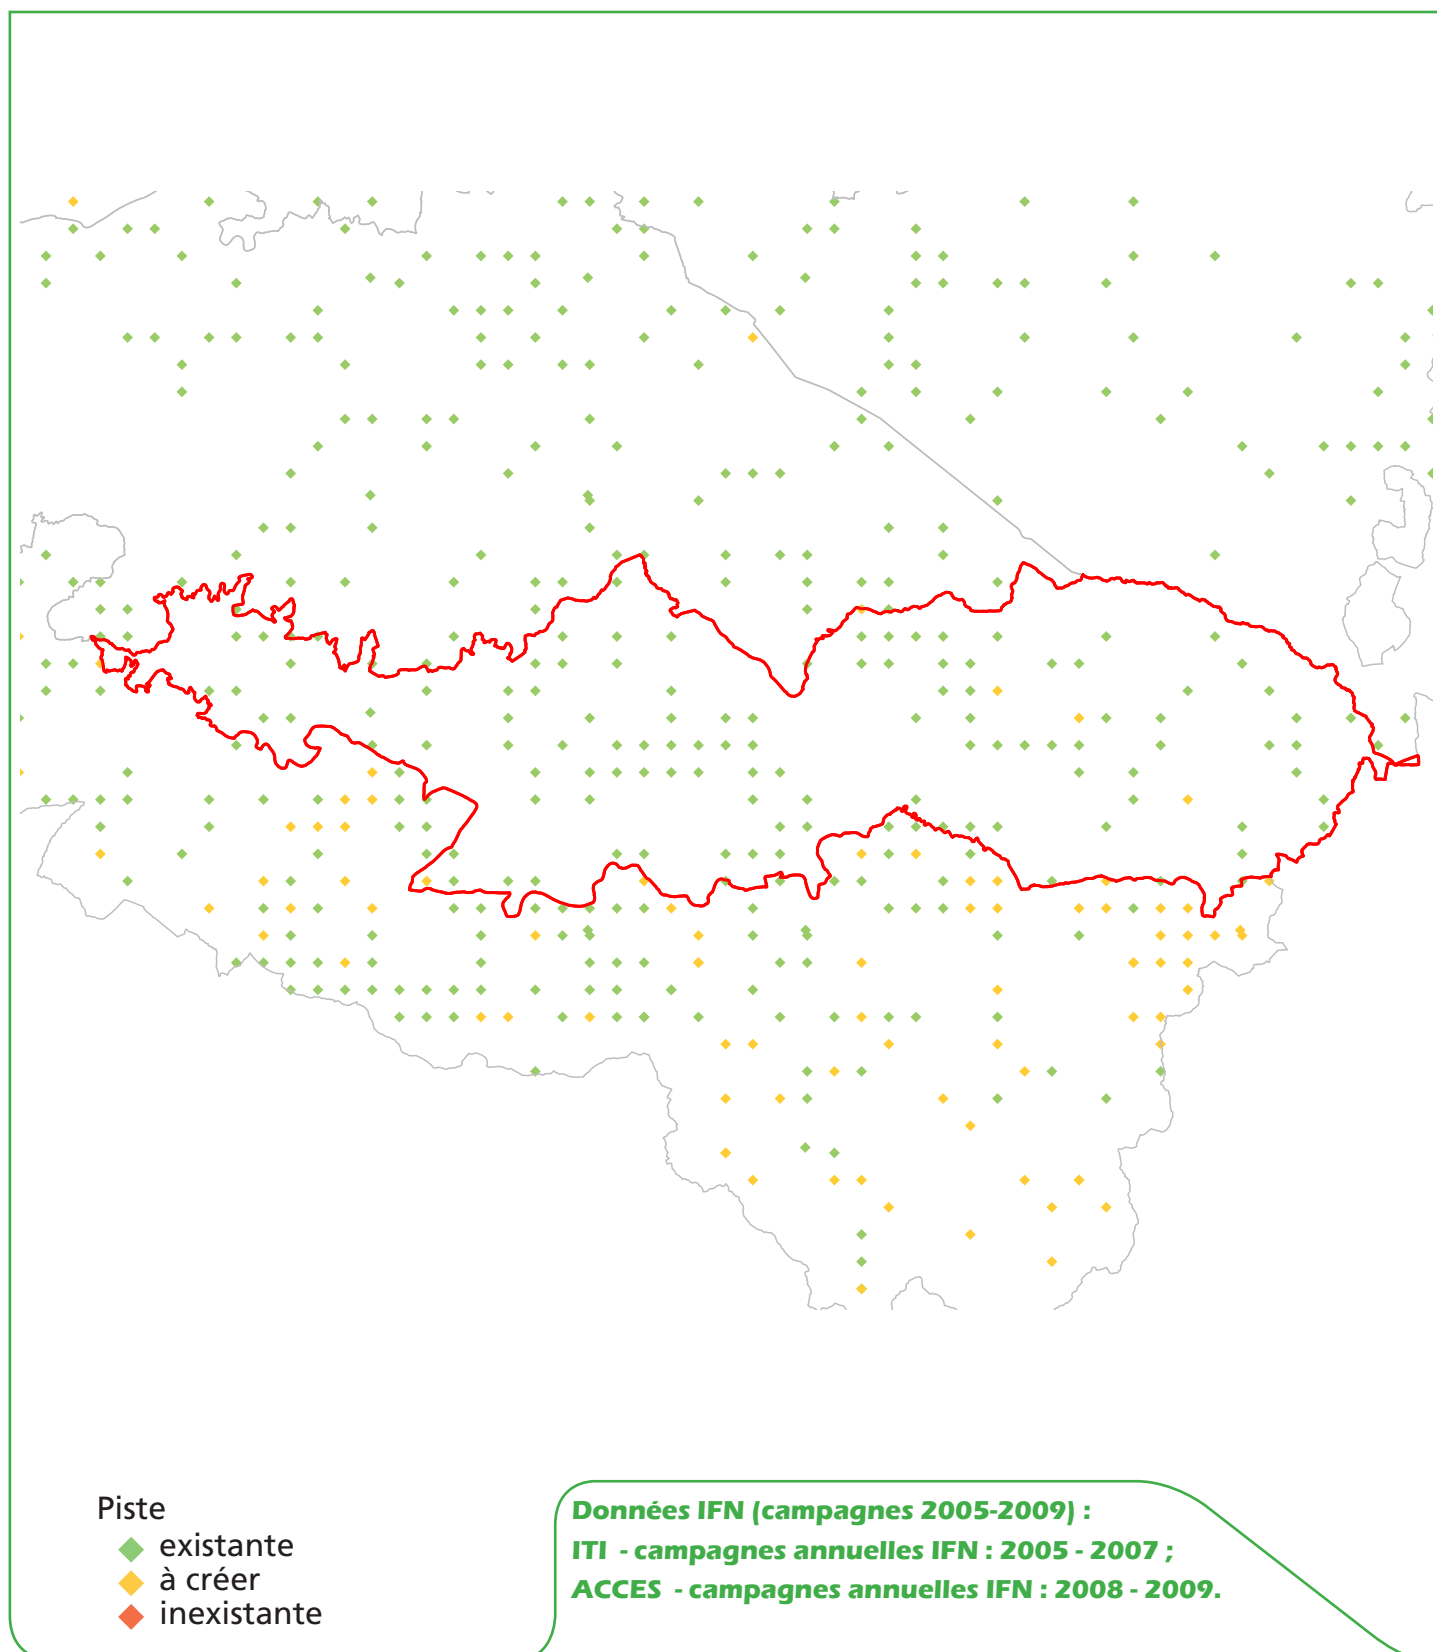 Piste
existante
à créer
inexistante
Données IFN (campagnes 2005-2009) :
ITI - campagnes annuelles IFN : 2005 - 2007 ;
ACCES - campagnes annuelles IFN : 2008 - 2009.